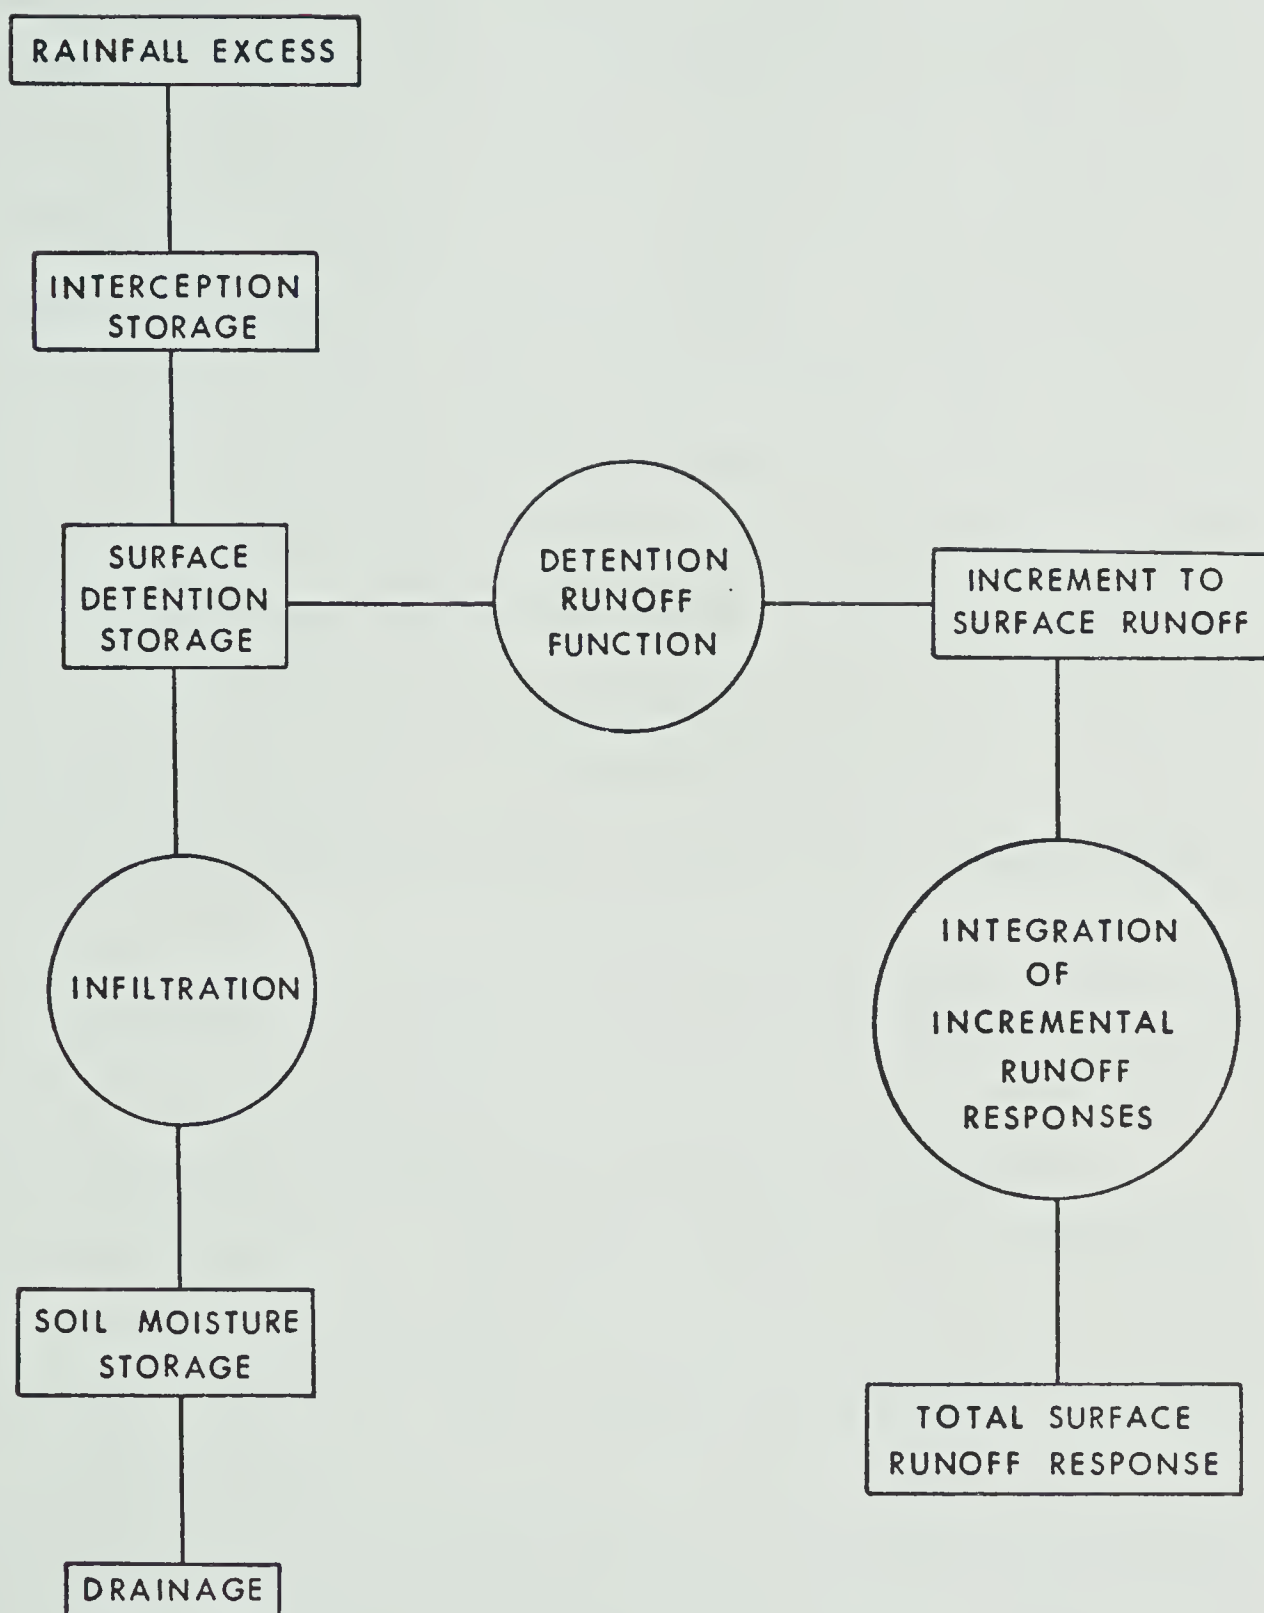 RAINFALL EXCESS
INTERCEPTION
STORAGE
SURFACE
DETENTION
STORAGE
DETENTION
RUNOFF
FUNCTION
INCREMENT TO
SURFACE RUNOFF
INFILTRATION
INTEGRATION
OF
INCREMENTAL
RUNOFF
RESPONSES
SOIL MOISTURE
STORAGE
TOTAL SURFACE
RUNOFF RESPONSE
DRAINAGE